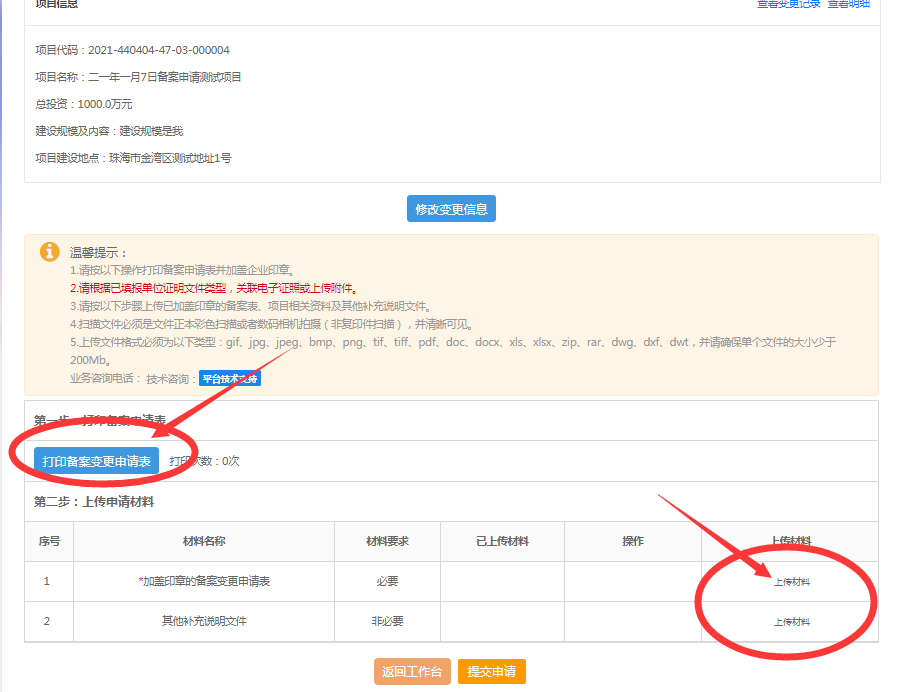 项目信息
查看变更记录 查看明细
项目代码：2021-440404-47-03-000004
项目名称：二一年一月7日备案申请测试项目
总投资：1000.0万元
建设规模及内容：建设规模是我
项目建设地点：珠海市金湾区测试地址1号
修改变更信息
温馨提示：
1.请按以下操作打印备案申请表并加盖企业印章。
2.请根据已填报单位证明文件类型，关联电子证照或上传附件。
3.请按以下步骤上传已加盖印章的备案表、项目相关资料及其他补充说明文件。
4.扫描文件必须是文件正本彩色扫描或者数码相机拍摄（非复印件扫描），并清晰可见。
5.上传文件格式必须为以下类型：gif、jpg、jpeg、bmp、png、tif、tiff、pdf、doc、docx、xls、xlsx、zip、rar、dwg、dxf、dwt，并请确保单个文件的大小少于
200Mb。
业务咨询电话： 技术咨询：平台技术支持
第一步：打印备案申请表
打印备案变更申请表 打印次数：0次
第二步：上传申请材料
序号 材料名称 材料要求 已上传材料 操作 上传材料
1 *加盖印章的备案变更申请表 必要 上传材料
2 其他补充说明文件 非必要 上传材料
返回工作台 提交申请